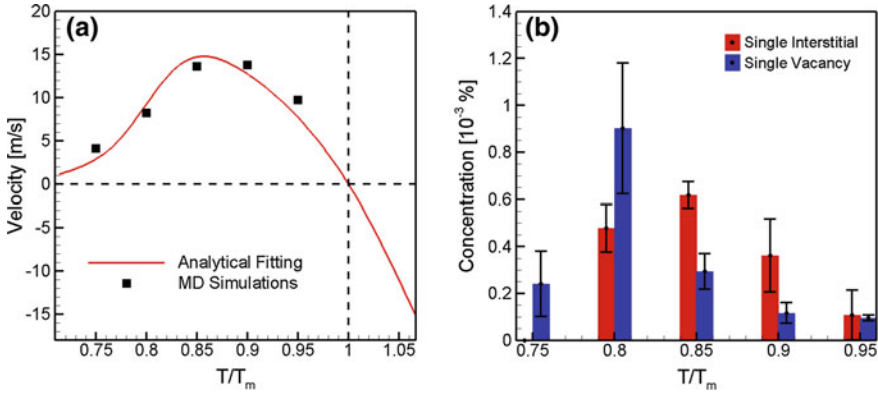 (a)
20
15
10
5
0
-5
-10
-15
Velocity [m/s]
Analytical Fitting
MD Simulations
0.75 0.8 0.85 0.9 0.95 1 1.05
T/Tm
(b)
1.4
1.2
1
0.8
0.6
0.4
0.2
0
Concentration [10⁻³ %]
Single Interstitial
Single Vacancy
0.75 0.8 0.85 0.9 0.95
T/Tm